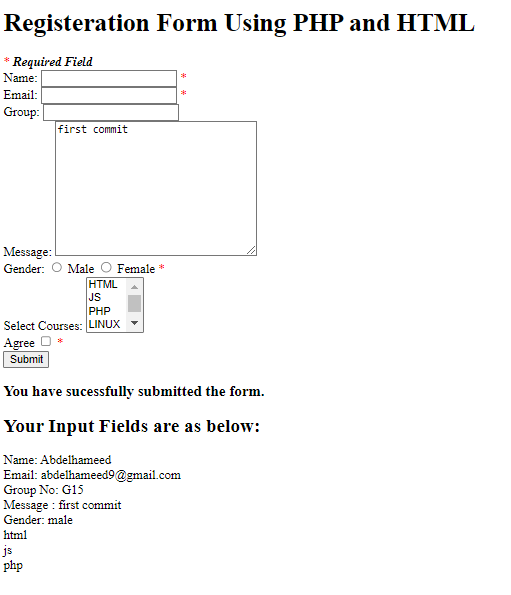 Registeration Form Using PHP and HTML
* Required Field
Name: *
Email: *
Group:
first commit
Message:
Gender: Male Female *
HTML
JS
PHP
LINUX
Select Courses:
Agree *
Submit
You have sucessfully submitted the form.
Your Input Fields are as below:
Name: Abdelhameed
Email: abdelhameed9@gmail.com
Group No: G15
Message : first commit
Gender: male
html
js
php